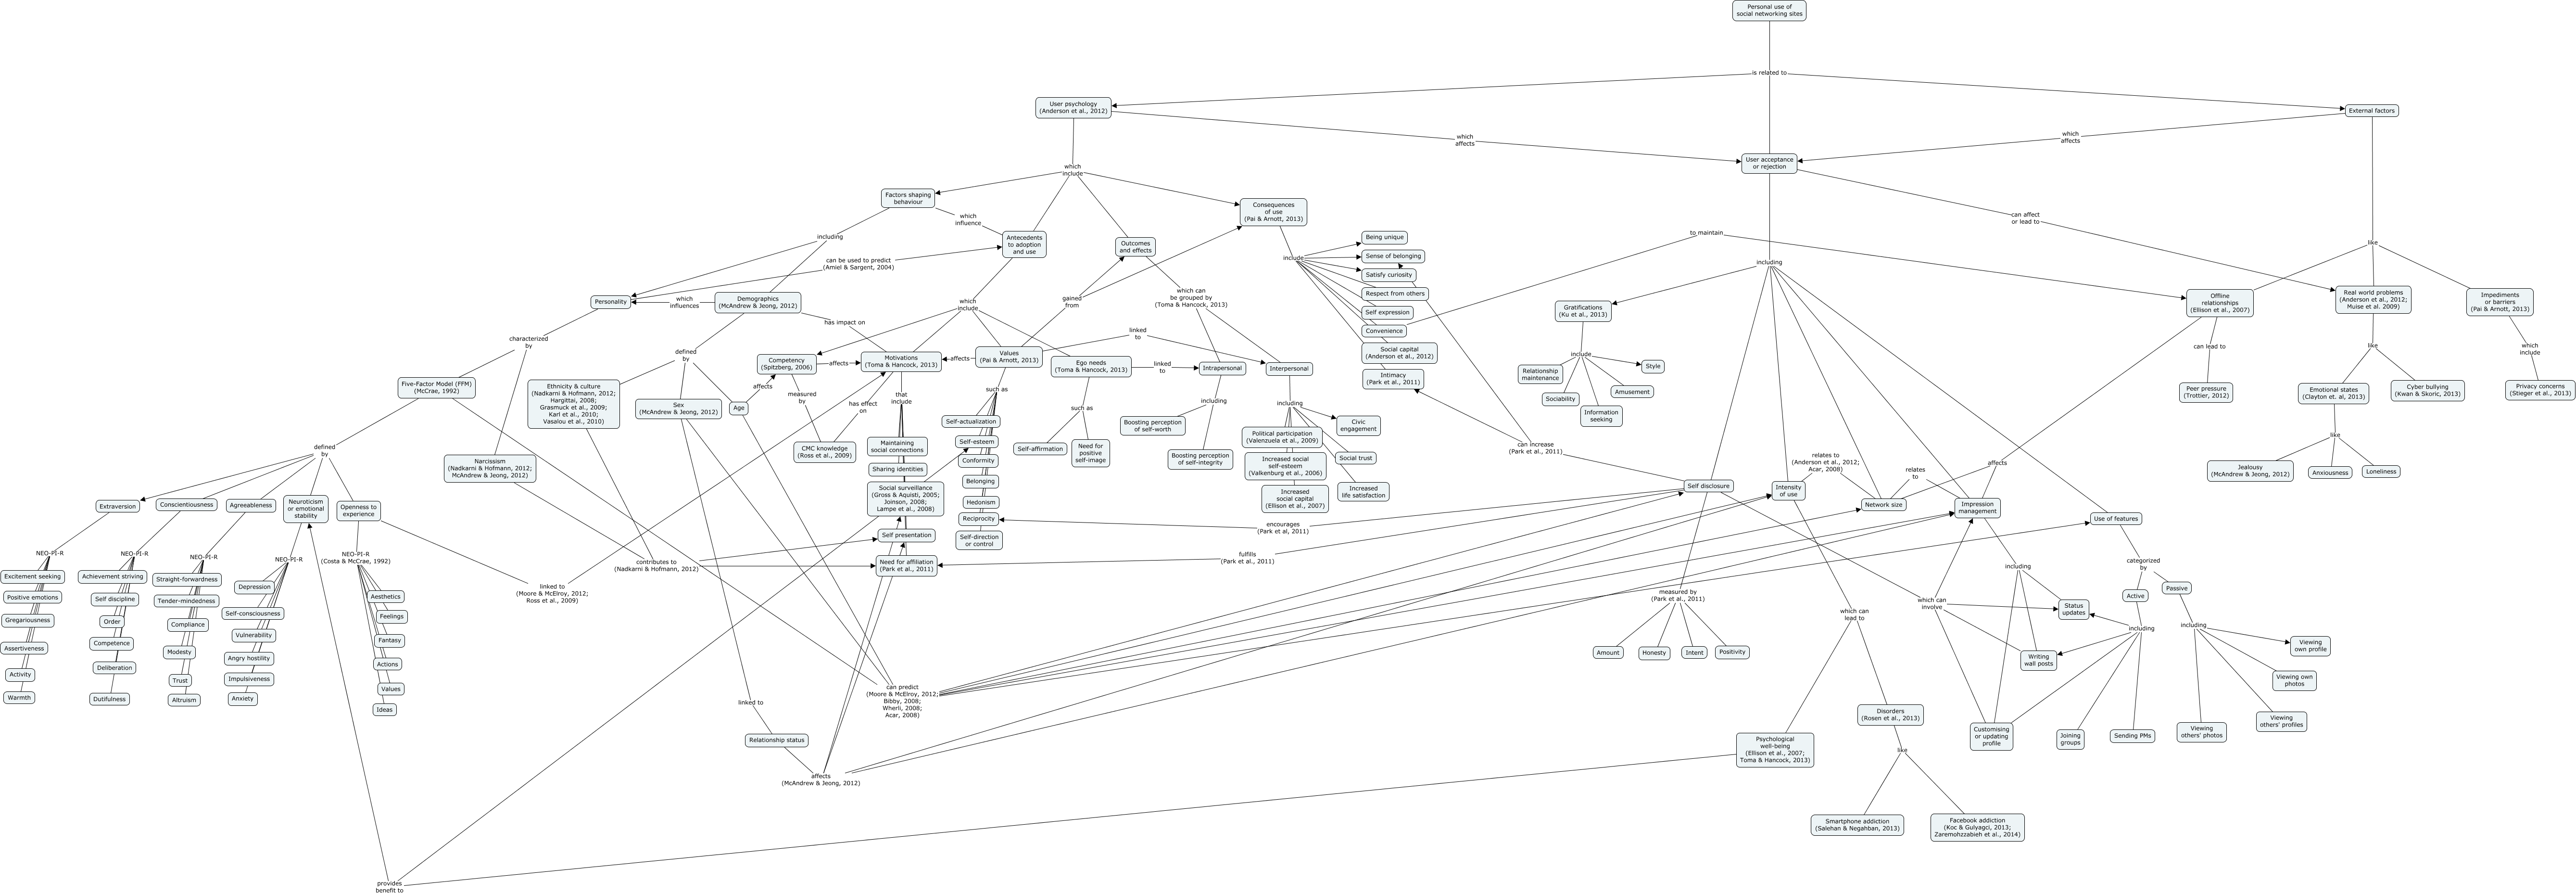 Personal use of
social networking sites
is related to
User psychology
(Anderson et al., 2012)
External factors
which
affects
which
affects
User acceptance
or rejection
which
include
Factors shaping
behaviour
which
influence
Consequences
of use
(Pai & Arnott, 2013)
can affect
or lead to
including
Antecedents
to adoption
and use
Outcomes
and effects
can be used to predict
(Amiel & Sargent, 2004)
include
Being unique
Sense of belonging
Satisfy curiosity
Respect from others
Self expression
Convenience
Social capital
(Anderson et al., 2012)
Intimacy
(Park et al., 2011)
to maintain
including
like
Personality
which
influences
Demographics
(McAndrew & Jeong, 2012)
which
include
gained
from
which can
be grouped by
(Toma & Hancock, 2013)
Gratifications
(Ku et al., 2013)
Offline
relationships
(Ellison et al., 2007)
Real world problems
(Anderson et al., 2012;
Muise et al. 2009)
Impediments
or barriers
(Pai & Arnott, 2013)
has impact on
linked
to
characterized
by
defined
by
Competency
(Spitzberg, 2006)
affects
Motivations
(Toma & Hancock, 2013)
affects
Values
(Pai & Arnott, 2013)
Ego needs
(Toma & Hancock, 2013)
linked
to
Intrapersonal
Interpersonal
include
Relationship
maintenance
Sociability
Information
seeking
Amusement
Style
can lead to
like
which
include
Peer pressure
(Trottier, 2012)
Emotional states
(Clayton et. al, 2013)
Cyber bullying
(Kwan & Skoric, 2013)
Privacy concerns
(Stieger et al., 2013)
Five-Factor Model (FFM)
(McCrae, 1992)
Ethnicity & culture
(Nadkarni & Hofmann, 2012;
Hargittai, 2008;
Grasmuck et al., 2009;
Karl et al., 2010;
Vasalou et al., 2010)
Sex
(McAndrew & Jeong, 2012)
Age
affects
measured
by
has effect
on
that
include
such as
such as
including
including
CMC knowledge
(Ross et al., 2009)
Maintaining
social connections
Sharing identities
Social surveillance
(Gross & Aquisti, 2005;
Joinson, 2008;
Lampe et al., 2008)
Self presentation
Need for affiliation
(Park et al., 2011)
Self-actualization
Self-esteem
Conformity
Belonging
Hedonism
Reciprocity
Self-direction
or control
Self-affirmation
Need for
positive
self-image
Boosting perception
of self-worth
Boosting perception
of self-integrity
Civic
engagement
Political participation
(Valenzuela et al., 2009)
Increased social
self-esteem
(Valkenburg et al., 2006)
Increased
social capital
(Ellison et al., 2007)
Social trust
Increased
life satisfaction
can increase
(Park et al., 2011)
like
Jealousy
(McAndrew & Jeong, 2012)
Anxiousness
Loneliness
defined
by
Narcissism
(Nadkarni & Hofmann, 2012;
McAndrew & Jeong, 2012)
relates to
(Anderson et al., 2012;
Acar, 2008)
relates
to
affects
Self disclosure
Intensity
of use
Network size
Impression
management
Use of features
Extraversion
Conscientiousness
Agreeableness
Neuroticism
or emotional
stability
Openness to
experience
encourages
(Park et al, 2011)
fulfills
(Park et al., 2011)
contributes to
(Nadkarni & Hofmann, 2012)
linked to
(Moore & McElroy, 2012;
Ross et al., 2009)
NEO-PI-R
Excitement seeking
Positive emotions
Gregariousness
Assertiveness
Activity
Warmth
NEO-PI-R
Achievement striving
Self discipline
Order
Competence
Deliberation
Dutifulness
NEO-PI-R
Straight-forwardness
Tender-mindedness
Compliance
Modesty
Trust
Altruism
NEO-PI-R
Depression
Self-consciousness
Vulnerability
Angry hostility
Impulsiveness
Anxiety
NEO-PI-R
(Costa & McCrae, 1992)
Aesthetics
Feelings
Fantasy
Actions
Values
Ideas
measured by
(Park et al., 2011)
Amount
Honesty
Intent
Positivity
which can
lead to
which can
involve
including
Status
updates
Writing
wall posts
Customising
or updating
profile
categorized
by
Active
Passive
including
including
Joining
groups
Sending PMs
Viewing
own profile
Viewing own
photos
Viewing
others' profiles
Viewing
others' photos
can predict
(Moore & McElroy, 2012;
Bibby, 2008;
Wherli, 2008;
Acar, 2008)
linked to
Relationship status
affects
(McAndrew & Jeong, 2012)
Psychological
well-being
(Ellison et al., 2007;
Toma & Hancock, 2013)
Disorders
(Rosen et al., 2013)
like
Smartphone addiction
(Salehan & Negahban, 2013)
Facebook addiction
(Koc & Gulyagci, 2013;
Zaremohzzabieh et al., 2014)
provides
benefit to